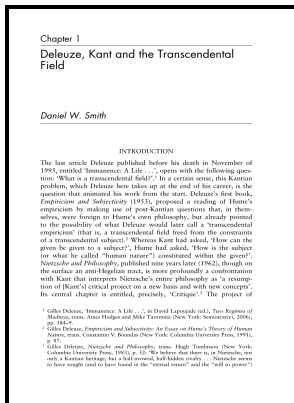 Chapter 1
Deleuze, Kant and the Transcendental
Field
Daniel W. Smith
INTRODUCTION
The last article Deleuze published before his death in November of
1995, entitled ‘Immanence: A Life . . .’, opens with the following ques-
tion: ‘What is a transcendental field?’.1 In a certain sense, this Kantian
problem, which Deleuze here takes up at the end of his career, is the
question that animated his work from the start. Deleuze’s first book,
Empiricism and Subjectivity (1953), proposed a reading of Hume’s
empiricism by making use of post-Kantian questions that, in them-
selves, were foreign to Hume’s own philosophy, but already pointed
to the possibility of what Deleuze would later call a ‘transcendental
empiricism’ (that is, a transcendental field freed from the constraints
of a transcendental subject).2 Whereas Kant had asked, ‘How can the
given be given to a subject?’, Hume had asked, ‘How is the subject
(or what he called “human nature”) constituted within the given?’.
Nietzsche and Philosophy, published nine years later (1962), though on
the surface an anti-Hegelian tract, is more profoundly a confrontation
with Kant that interprets Nietzsche’s entire philosophy as ‘a resump-
tion of [Kant’s] critical project on a new basis and with new concepts’.
Its central chapter is entitled, precisely, ‘Critique’.3 The project of
1 Gilles Deleuze, ‘Immanence: A Life . . .’, in David Lapoujade (ed.), Two Regimes of
Madness, trans. Ames Hodges and Mike Taormina (New York: Semiotext(e), 2006),
pp. 384–9.
2 Gilles Deleuze, Empiricism and Subjectivity: An Essay on Hume’s Theory of Human
Nature, trans. Constantin V. Boundas (New York: Columbia University Press, 1991),
p. 87.
3 Gilles Deleuze, Nietzsche and Philosophy, trans. Hugh Tomlinson (New York:
Columbia University Press, 1983), p. 52: ‘We believe that there is, in Nietzsche, not
only a Kantian heritage, but a half-avowed, half-hidden rivalry . . . Nietzsche seems
to have sought (and to have found in the “eternal return” and the “will to power”)